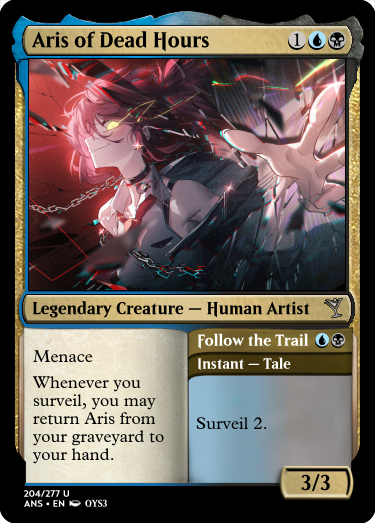 Aris of Dead Hours 1
Legendary Creature — Human Artist
Menace
Whenever you
surveil, you may
return Aris from
your graveyard to
your hand.
Follow the Trail
Instant — Tale
Surveil 2.
3/3
204/277 U
ANS • EN OYS3